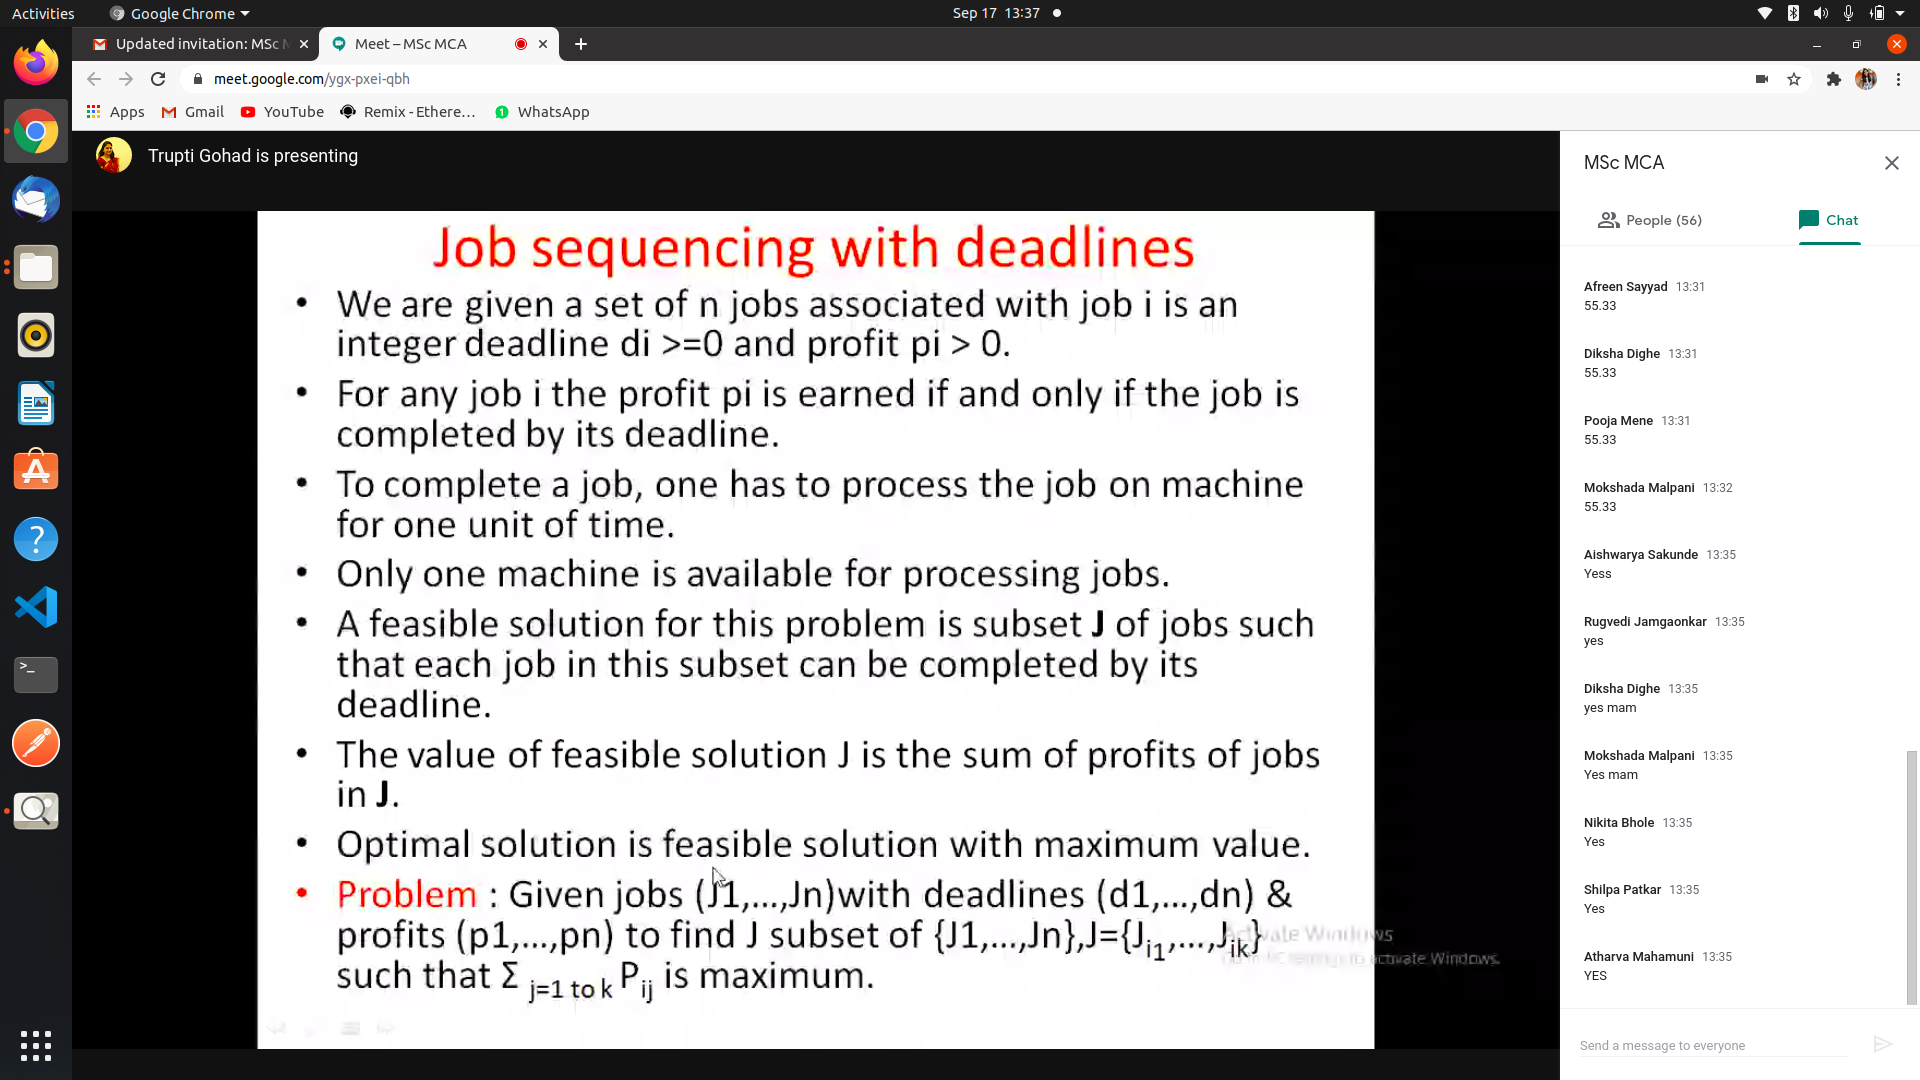 Activities
Google Chrome
Sep 17 13:37
Updated invitation: MSc M
Meet – MSc MCA
meet.google.com/ygx-pxei-qbh
Apps
Gmail
YouTube
Remix - Ethere…
1
WhatsApp
Trupti Gohad is presenting
Job sequencing with deadlines
• We are given a set of n jobs associated with job i is an
integer deadline di >=0 and profit pi > 0.
• For any job i the profit pi is earned if and only if the job is
completed by its deadline.
• To complete a job, one has to process the job on machine
for one unit of time.
• Only one machine is available for processing jobs.
• A feasible solution for this problem is subset J of jobs such
that each job in this subset can be completed by its
deadline.
• The value of feasible solution J is the sum of profits of jobs
in J.
• Optimal solution is feasible solution with maximum value.
• Problem : Given jobs (J1,…,Jn)with deadlines (d1,…,dn) &
profits (p1,…,pn) to find J subset of {J1,…,Jn},J={Ji1,…,Jik}
such that Σ j=1 to k Pij is maximum.
Activate Windows
to activate Windows.
MSc MCA
People (56)
Chat
Afreen Sayyad 13:31
55.33
Diksha Dighe 13:31
55.33
Pooja Mene 13:31
55.33
Mokshada Malpani 13:32
55.33
Aishwarya Sakunde 13:35
Yess
Rugvedi Jamgaonkar 13:35
yes
Diksha Dighe 13:35
yes mam
Mokshada Malpani 13:35
Yes mam
Nikita Bhole 13:35
Yes
Shilpa Patkar 13:35
Yes
Atharva Mahamuni 13:35
YES
Send a message to everyone